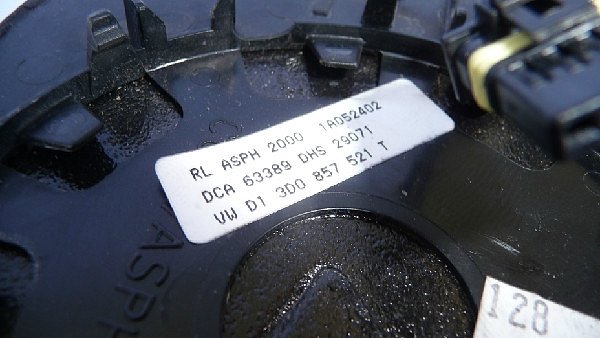 RL ASPH 2000 1A052402
DCA 63389 DHS 29071
VW D1 3D0 857 521 T
128
ASPH